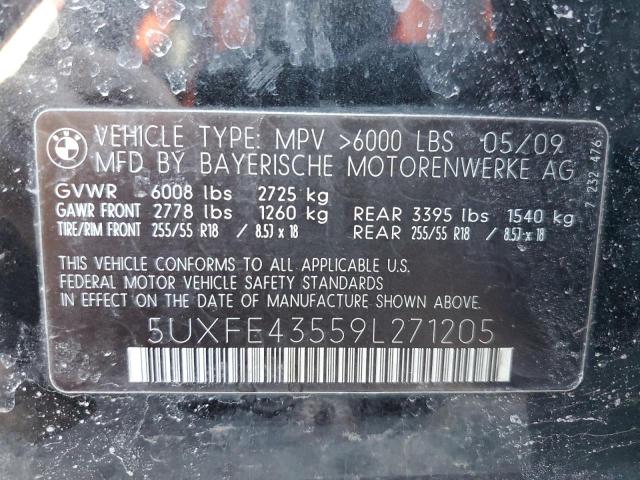 BMW
VEHICLE TYPE: MPV >6000 LBS 05/09
MFD BY BAYERISCHE MOTORENWERKE AG
GVWR 6008 lbs 2725 kg
GAWR FRONT 2778 lbs 1260 kg REAR 3395 lbs 1540 kg
TIRE/RIM FRONT 255/55 R18 / 8.5J x 18 REAR 255/55 R18 / 8.5J x 18
THIS VEHICLE CONFORMS TO ALL APPLICABLE U.S.
FEDERAL MOTOR VEHICLE SAFETY STANDARDS
IN EFFECT ON THE DATE OF MANUFACTURE SHOWN ABOVE.
5UXFE43559L271205
7 232 476